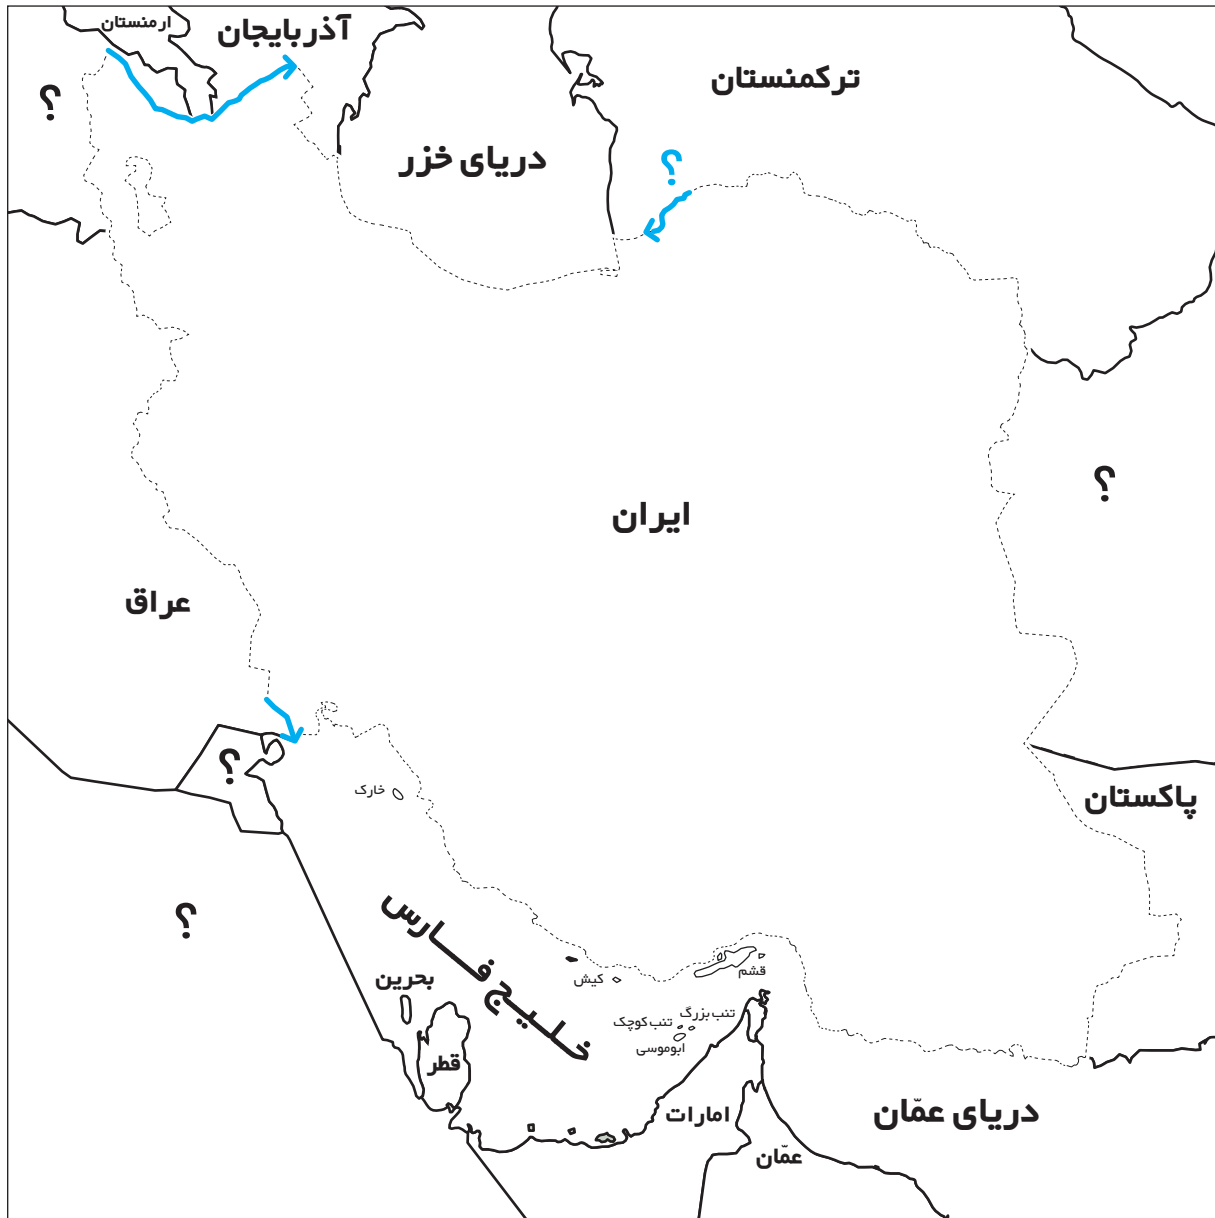 ارمنستان
آذربایجان
ترکمنستان
؟
دریای خزر
؟
؟
ایران
عراق
؟
خارک
پاکستان
؟
خلیج فارس
بحرین
کیش
قشم
تنب بزرگ
تنب کوچک
ابوموسی
قطر
امارات
دریای عمّان
عمّان